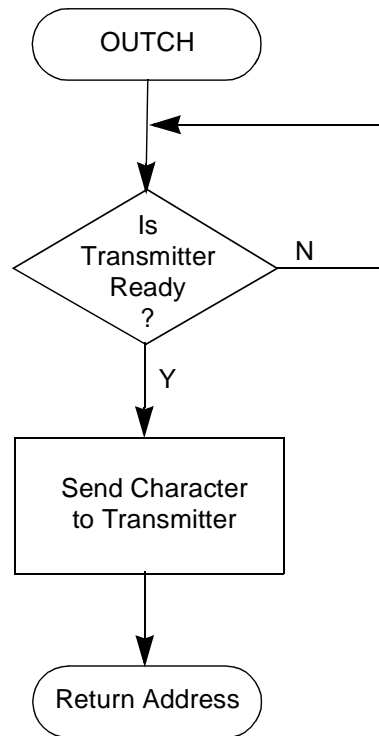 OUTCH
Is
Transmitter
Ready
?
N
Y
Send Character
to Transmitter
Return Address